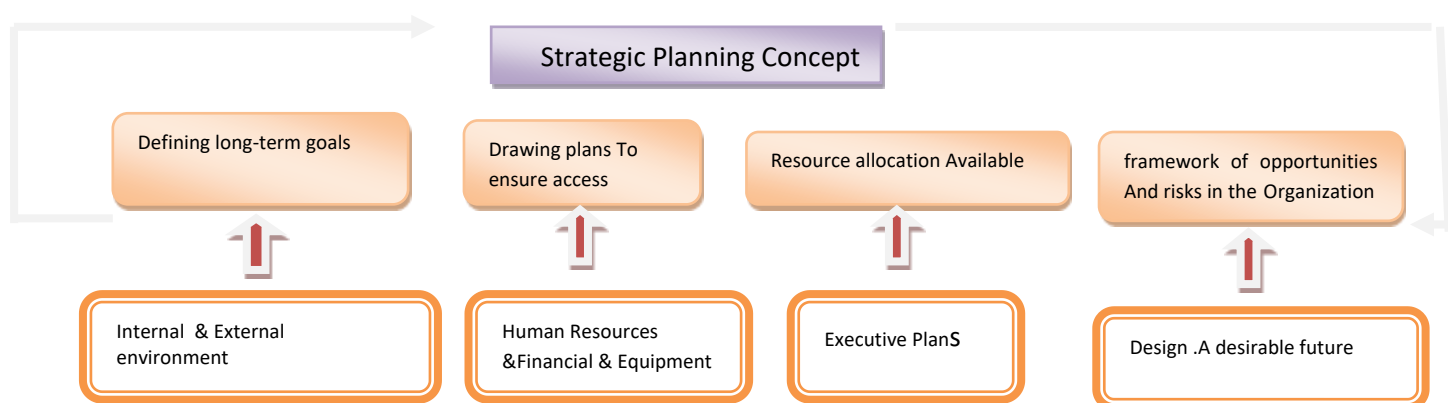 Strategic Planning Concept
Defining long-term goals
Drawing plans To
ensure access
Resource allocation Available
framework of opportunities
And risks in the Organization
Internal & External
environment
Human Resources
&Financial & Equipment
Executive PlanS
Design .A desirable future